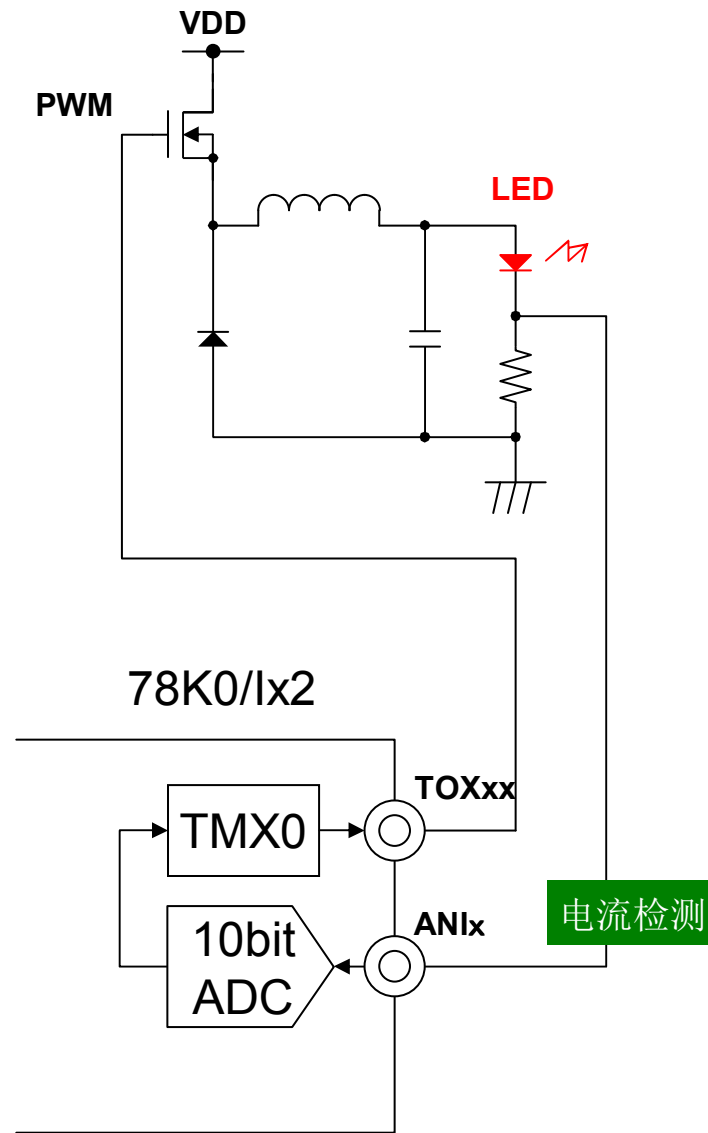 VDD
PWM
LED
78K0/Ix2
TOXxx
TMX0
电流检测
ANIx
10bit
ADC